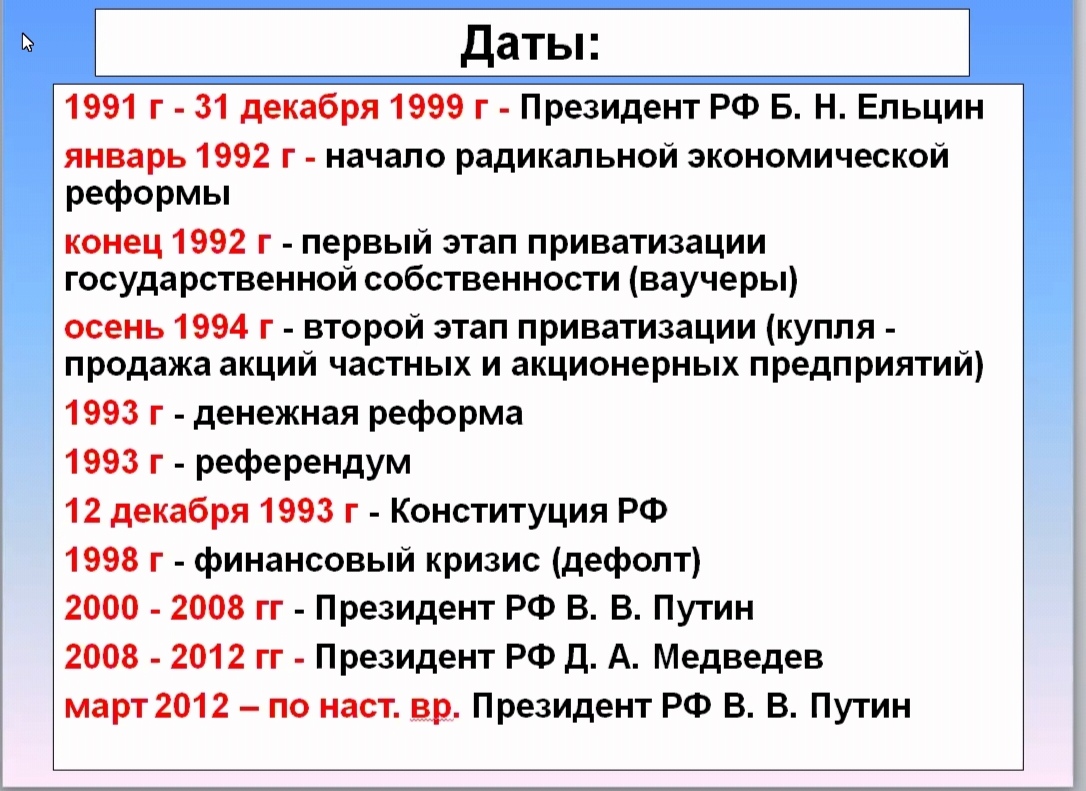 Даты:
1991 г - 31 декабря 1999 г - Президент РФ Б. Н. Ельцин
январь 1992 г - начало радикальной экономической
реформы
конец 1992 г - первый этап приватизации
государственной собственности (ваучеры)
осень 1994 г - второй этап приватизации (купля -
продажа акций частных и акционерных предприятий)
1993 г - денежная реформа
1993 г - референдум
12 декабря 1993 г - Конституция РФ
1998 г - финансовый кризис (дефолт)
2000 - 2008 гг - Президент РФ В. В. Путин
2008 - 2012 гг - Президент РФ Д. А. Медведев
март 2012 – по наст. вр. Президент РФ В. В. Путин